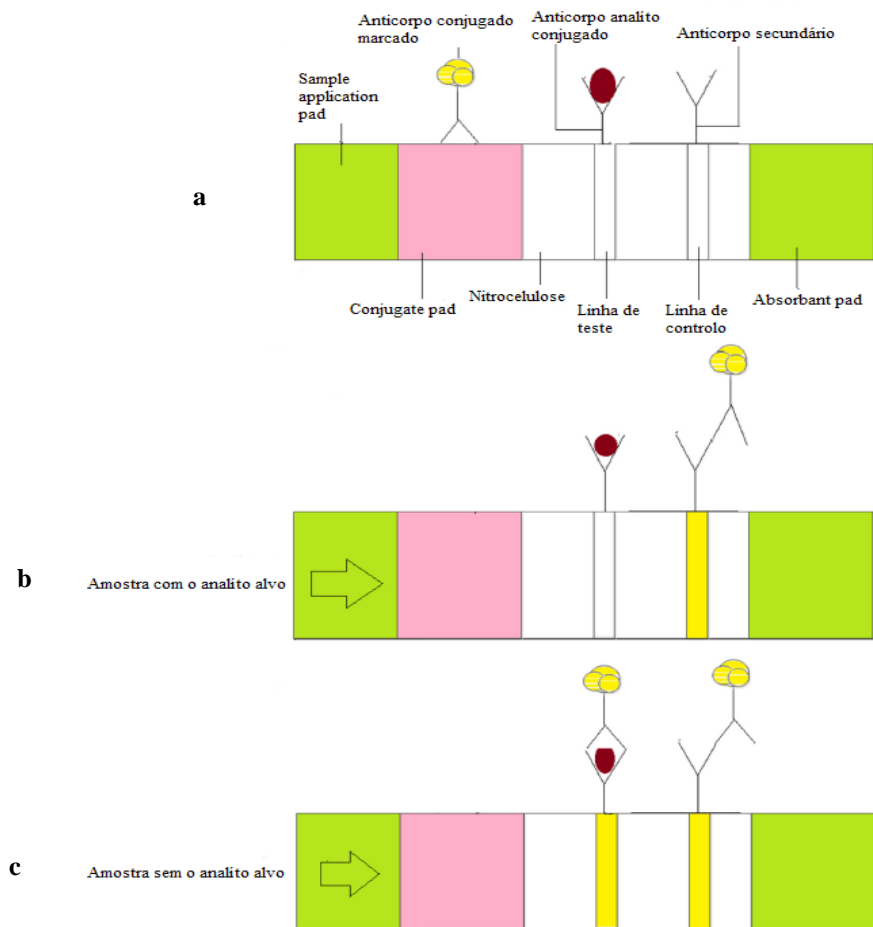 Anticorpo conjugado
marcado
Anticorpo analito
conjugado
Anticorpo secundário
Sample
application
pad
a
Conjugate pad
Nitrocelulose
Linha de
teste
Linha de
controlo
Absorbant pad
b
Amostra com o analito alvo
c
Amostra sem o analito alvo